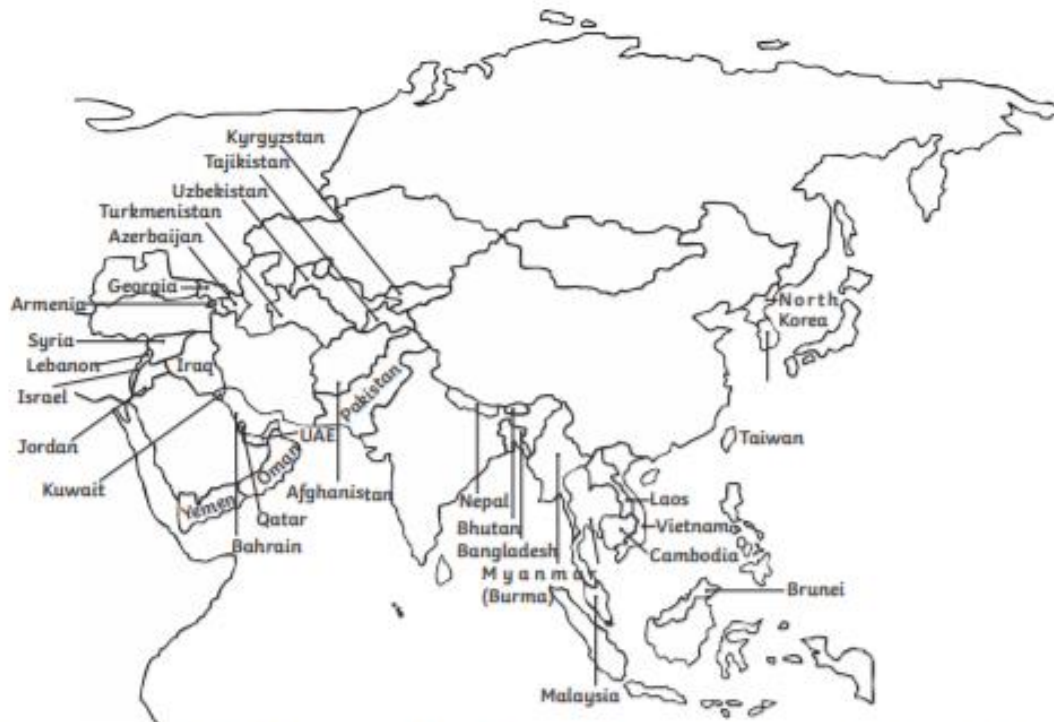 Kyrgyzstan
Tajikistan
Uzbekistan
Turkmenistan
Azerbaijan
Georgia
Armenia
Syria
Lebanon
Iraq
Israel
Jordan
Kuwait
Pakistan
UAE
Oman
Yemen
Qatar
Bahrain
Afghanistan
Nepal
Bhutan
Bangladesh
Myanmar
(Burma)
North
Korea
Taiwan
Laos
Vietnam
Cambodia
Brunei
Malaysia